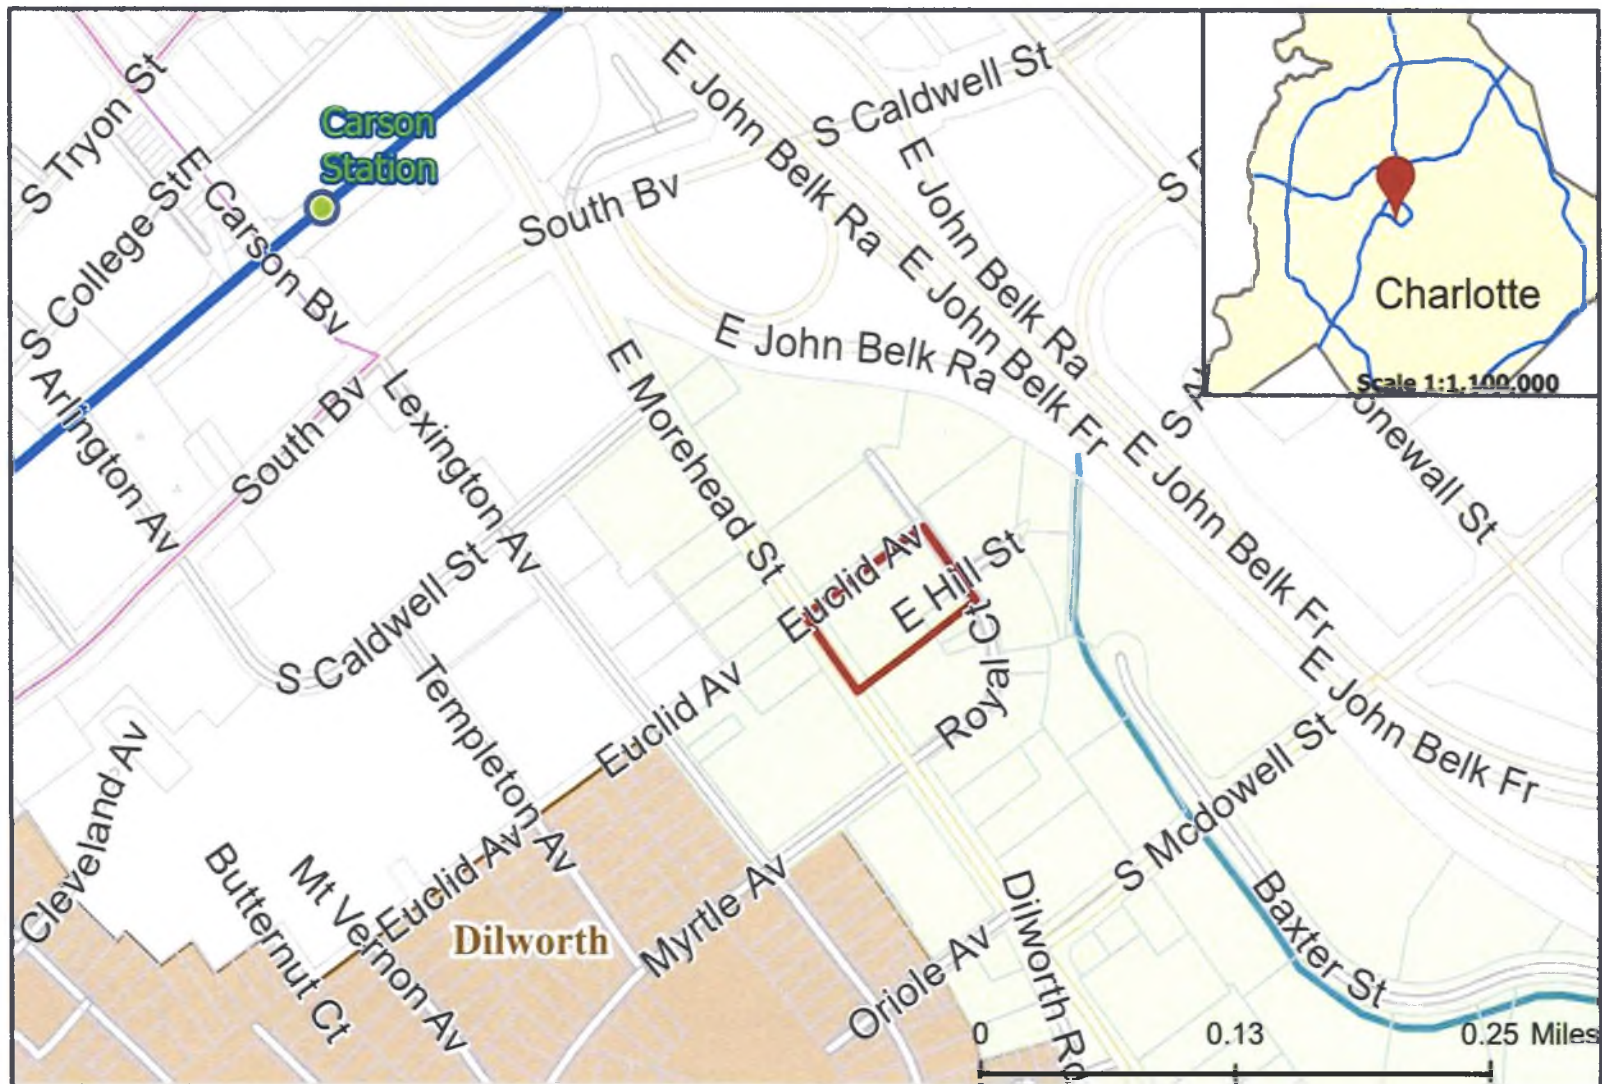 S Tryon St
Carson
Station
E Carson Bv
S College St
S Arlington Av
South Bv
South Bv
Lexington Av
S Caldwell St
S Caldwell St
E John Belk Ra
E John Belk Ra
E John Belk Ra
E John Belk Fr
E John Belk Fr
E John Belk Fr
E Morehead St
Euclid Av
E Hill St
Royal Ct
Euclid Av
Euclid Av
Templeton Av
Cleveland Av
Butternut Ct
Mt Vernon Av
Dilworth
Myrtle Av
Oriole Av
Dilworth Rd
S Mcdowell St
Baxter St
onewall St
Charlotte
Scale 1:1,100,000
0 0.13 0.25 Miles